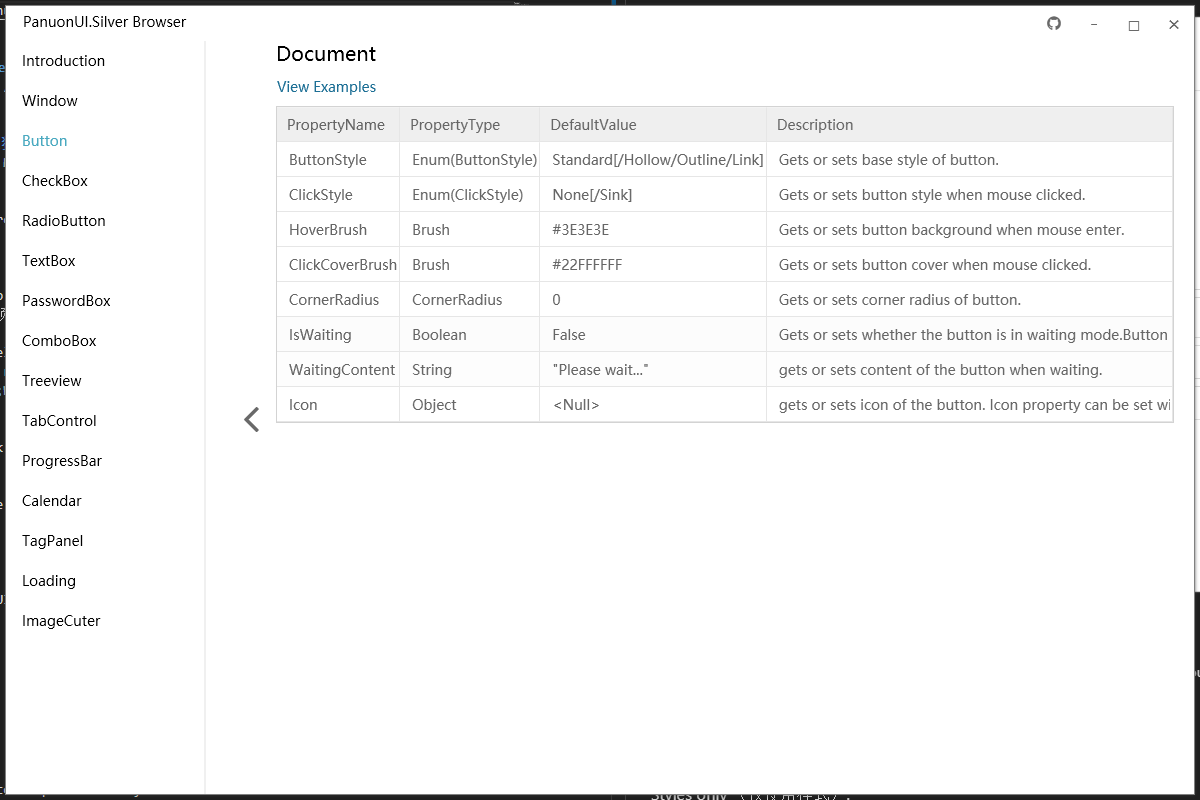 PanuonUI.Silver Browser
Introduction
Window
Button
CheckBox
RadioButton
TextBox
PasswordBox
ComboBox
Treeview
TabControl
ProgressBar
Calendar
TagPanel
Loading
ImageCuter
Document
View Examples
PropertyName PropertyType DefaultValue Description
ButtonStyle Enum(ButtonStyle) Standard[/Hollow/Outline/Link] Gets or sets base style of button.
ClickStyle Enum(ClickStyle) None[/Sink] Gets or sets button style when mouse clicked.
HoverBrush Brush #3E3E3E Gets or sets button background when mouse enter.
ClickCoverBrush Brush #22FFFFFF Gets or sets button cover when mouse clicked.
CornerRadius CornerRadius 0 Gets or sets corner radius of button.
IsWaiting Boolean False Gets or sets whether the button is in waiting mode.Button
WaitingContent String "Please wait..." gets or sets content of the button when waiting.
Icon Object <Null> gets or sets icon of the button. Icon property can be set wi